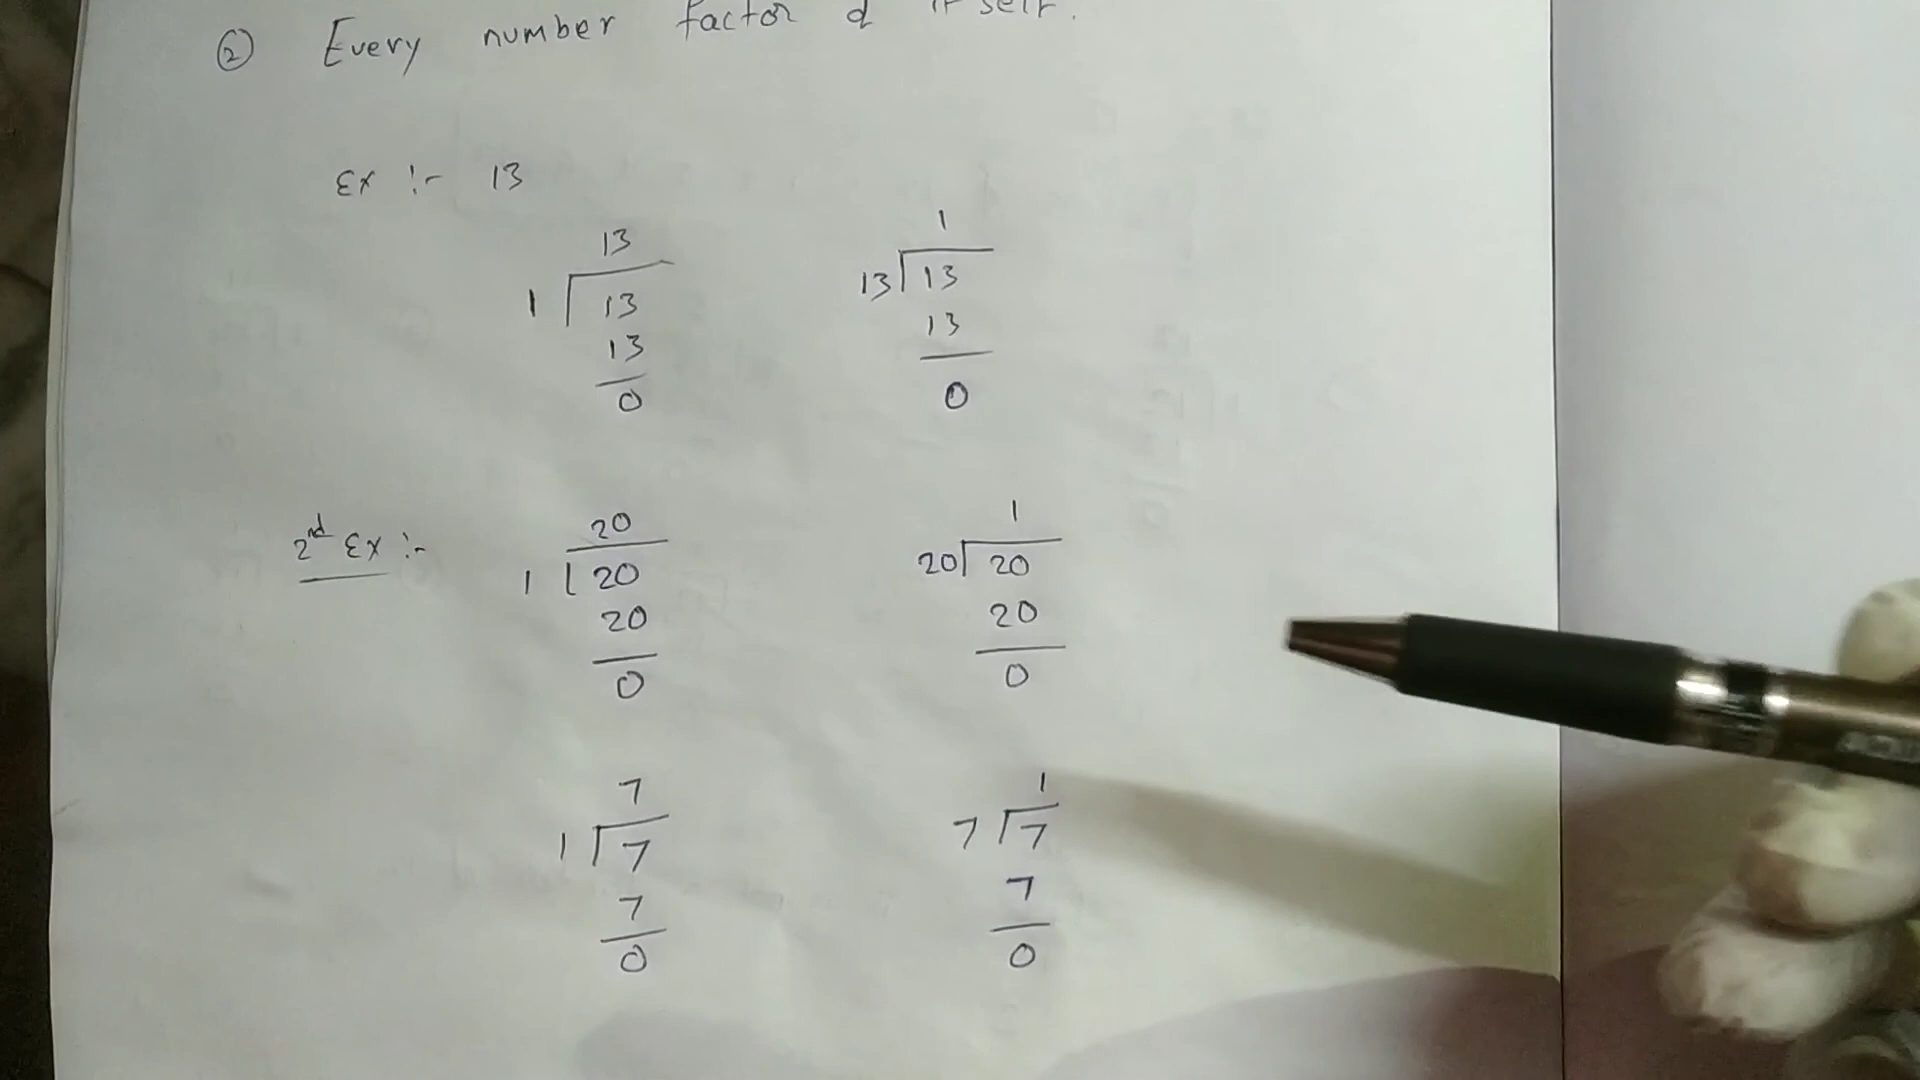 ② Every number factor of itself.
Ex :- 13
13 1
1 13 13 13
13 13
0 0
2nd Ex :- 20 1
1 20 20 20
20 20
0 0
7 1
1 7 7 7
7 7
0 0